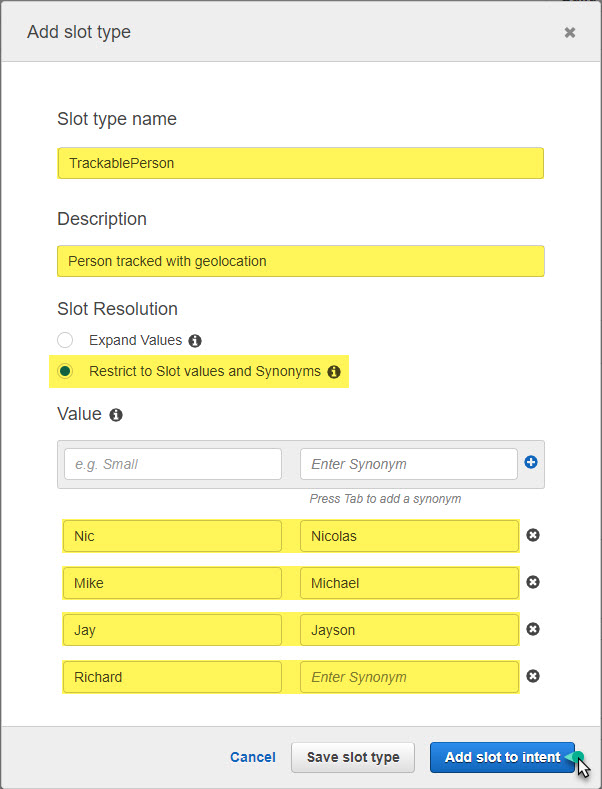 Add slot type
Slot type name
TrackablePerson
Description
Person tracked with geolocation
Slot Resolution
Expand Values
Restrict to Slot values and Synonyms
Value
e.g. Small Enter Synonym
Press Tab to add a synonym
Nic Nicolas
Mike Michael
Jay Jayson
Richard Enter Synonym
Cancel Save slot type Add slot to intent